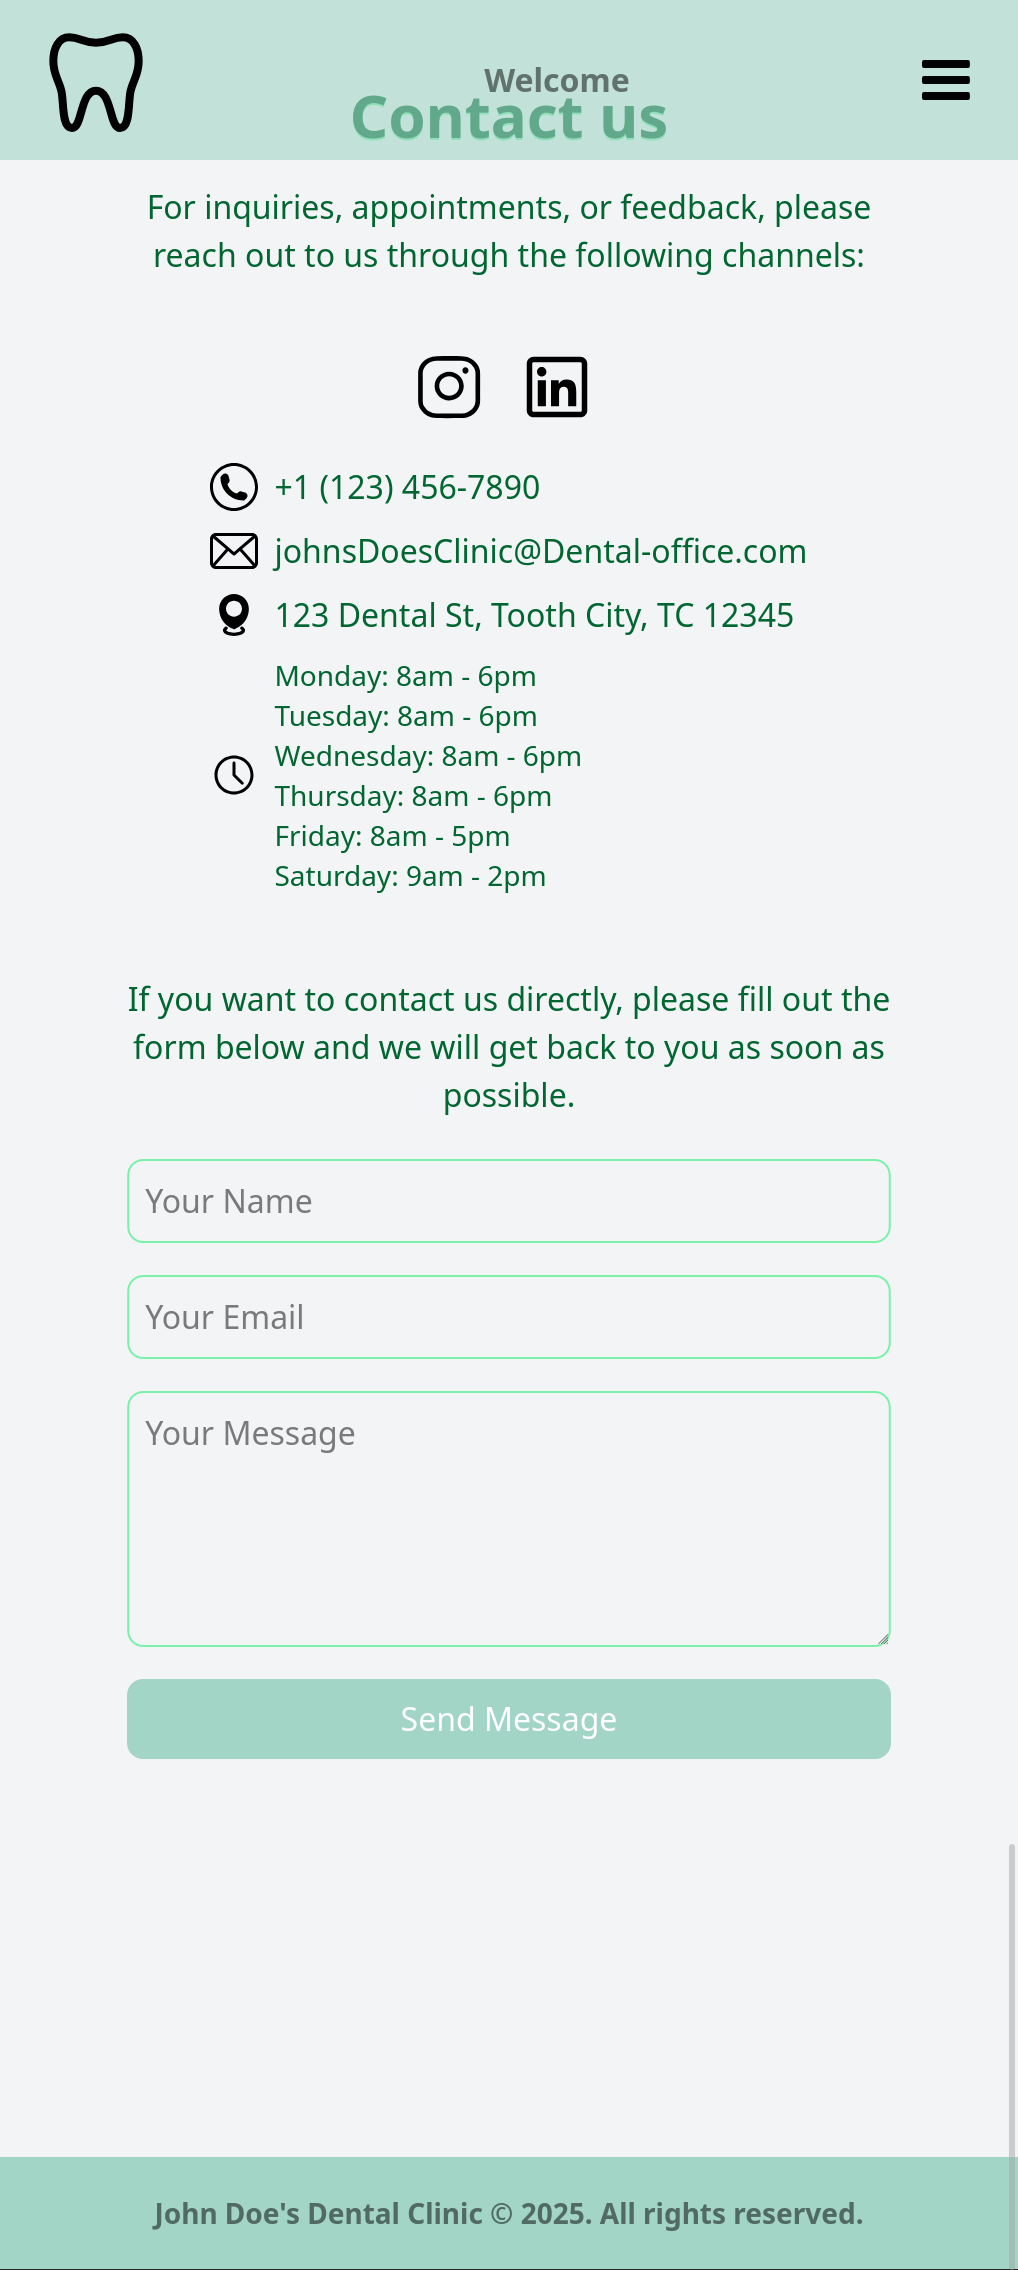 Welcome
Contact us
For inquiries, appointments, or feedback, please
reach out to us through the following channels:
in
+1 (123) 456-7890
johnsDoesClinic@Dental-office.com
123 Dental St, Tooth City, TC 12345
Monday: 8am - 6pm
Tuesday: 8am - 6pm
Wednesday: 8am - 6pm
Thursday: 8am - 6pm
Friday: 8am - 5pm
Saturday: 9am - 2pm
If you want to contact us directly, please fill out the
form below and we will get back to you as soon as
possible.
Your Name
Your Email
Your Message
Send Message
John Doe's Dental Clinic © 2025. All rights reserved.